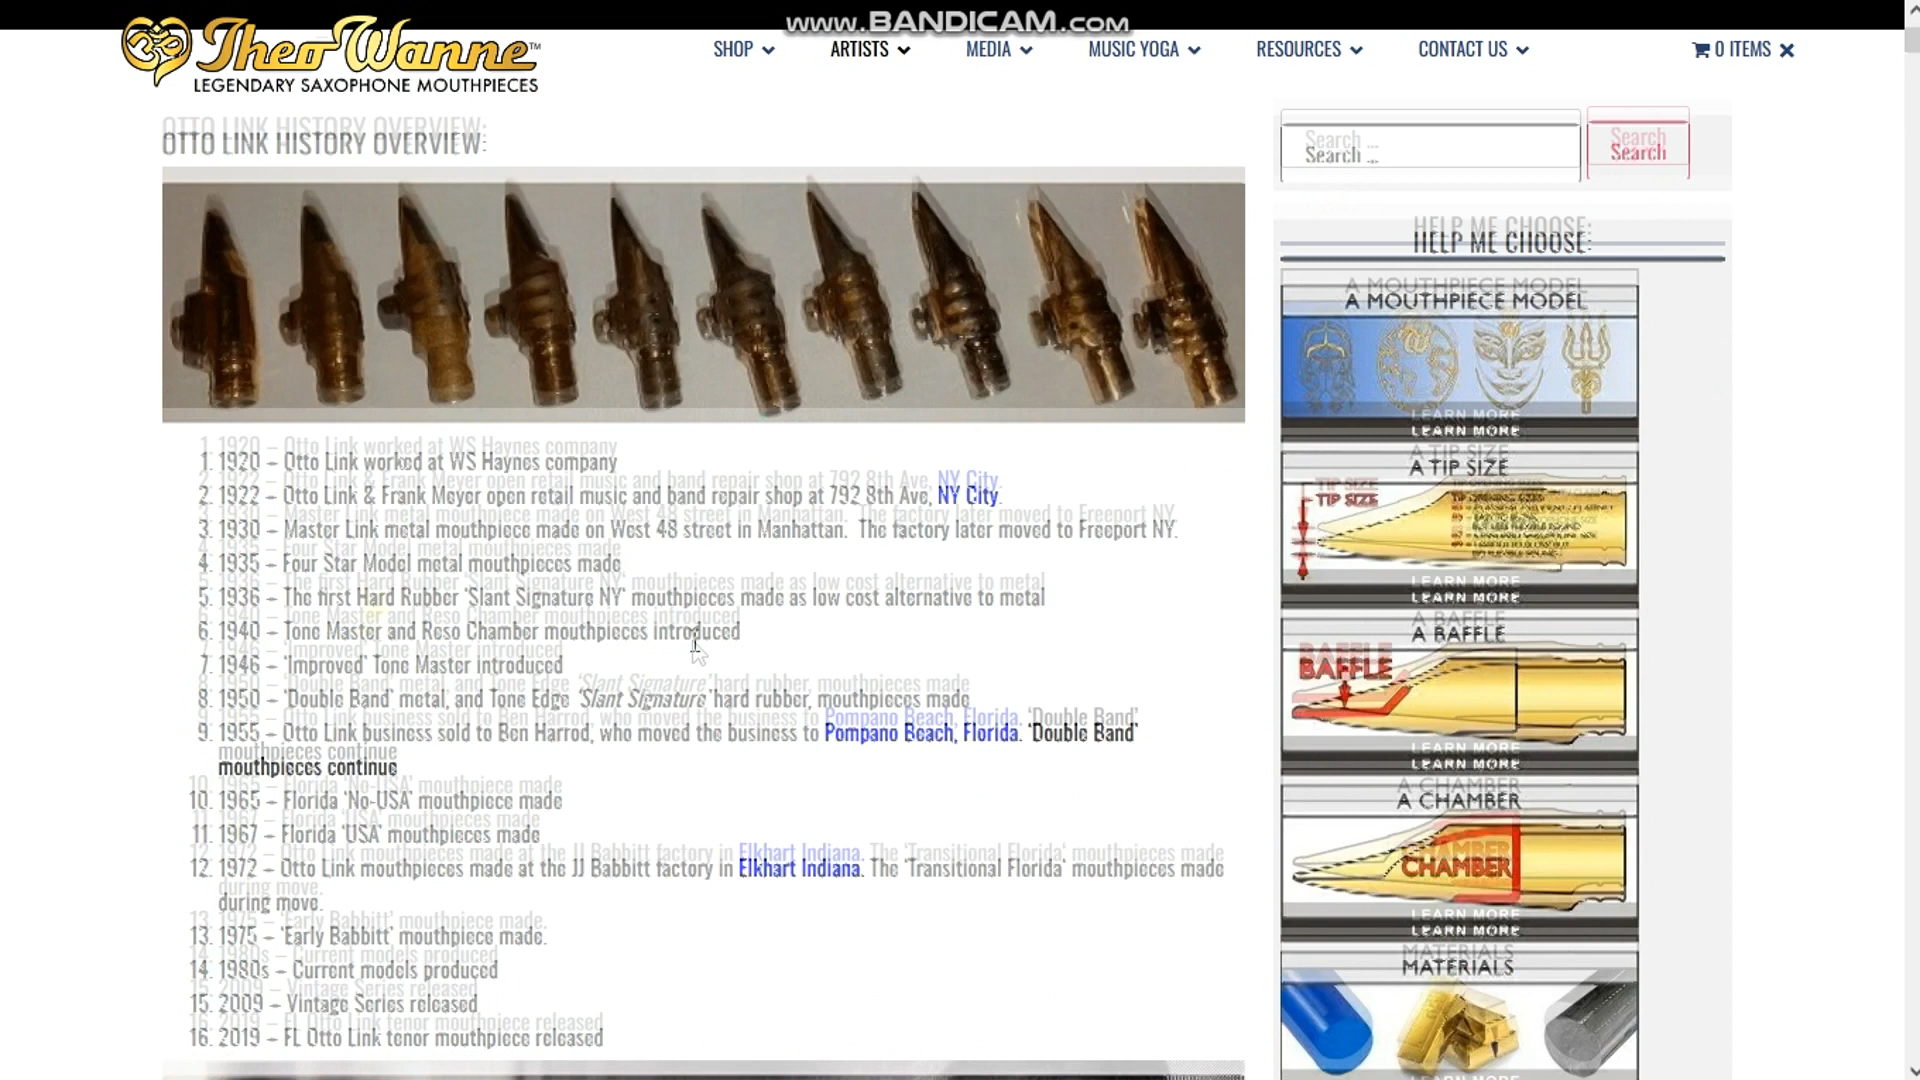 www.BANDICAM.com
Theo Wanne™
LEGENDARY SAXOPHONE MOUTHPIECES
SHOP ARTISTS MEDIA MUSIC YOGA RESOURCES CONTACT US 0 ITEMS
OTTO LINK HISTORY OVERVIEW:
1. 1920 – Otto Link worked at WS Haynes company
2. 1922 – Otto Link & Frank Meyer open retail music and band repair shop at 792 8th Ave, NY City.
3. 1930 – Master Link metal mouthpiece made on West 48 street in Manhattan. The factory later moved to Freeport NY.
4. 1935 – Four Star Model metal mouthpieces made
5. 1936 – The first Hard Rubber 'Slant Signature NY' mouthpieces made as low cost alternative to metal
6. 1940 – Tone Master and Reso Chamber mouthpieces introduced
7. 1946 – 'Improved' Tone Master introduced
8. 1950 – 'Double Band' metal, and Tone Edge 'Slant Signature' hard rubber, mouthpieces made
9. 1955 – Otto Link business sold to Ben Harrod, who moved the business to Pompano Beach, Florida. 'Double Band'
mouthpieces continue
10. 1965 – Florida 'No-USA' mouthpiece made
11. 1967 – Florida 'USA' mouthpieces made
12. 1972 – Otto Link mouthpieces made at the JJ Babbitt factory in Elkhart Indiana. The 'Transitional Florida' mouthpieces made
during move.
13. 1975 – 'Early Babbitt' mouthpiece made.
14. 1980s – Current models produced
15. 2009 – Vintage Series released
16. 2019 – FL Otto Link tenor mouthpiece released
Search ...
Search
HELP ME CHOOSE:
A MOUTHPIECE MODEL
LEARN MORE
A TIP SIZE
TIP SIZE
LEARN MORE
A BAFFLE
BAFFLE
LEARN MORE
A CHAMBER
CHAMBER
LEARN MORE
MATERIALS